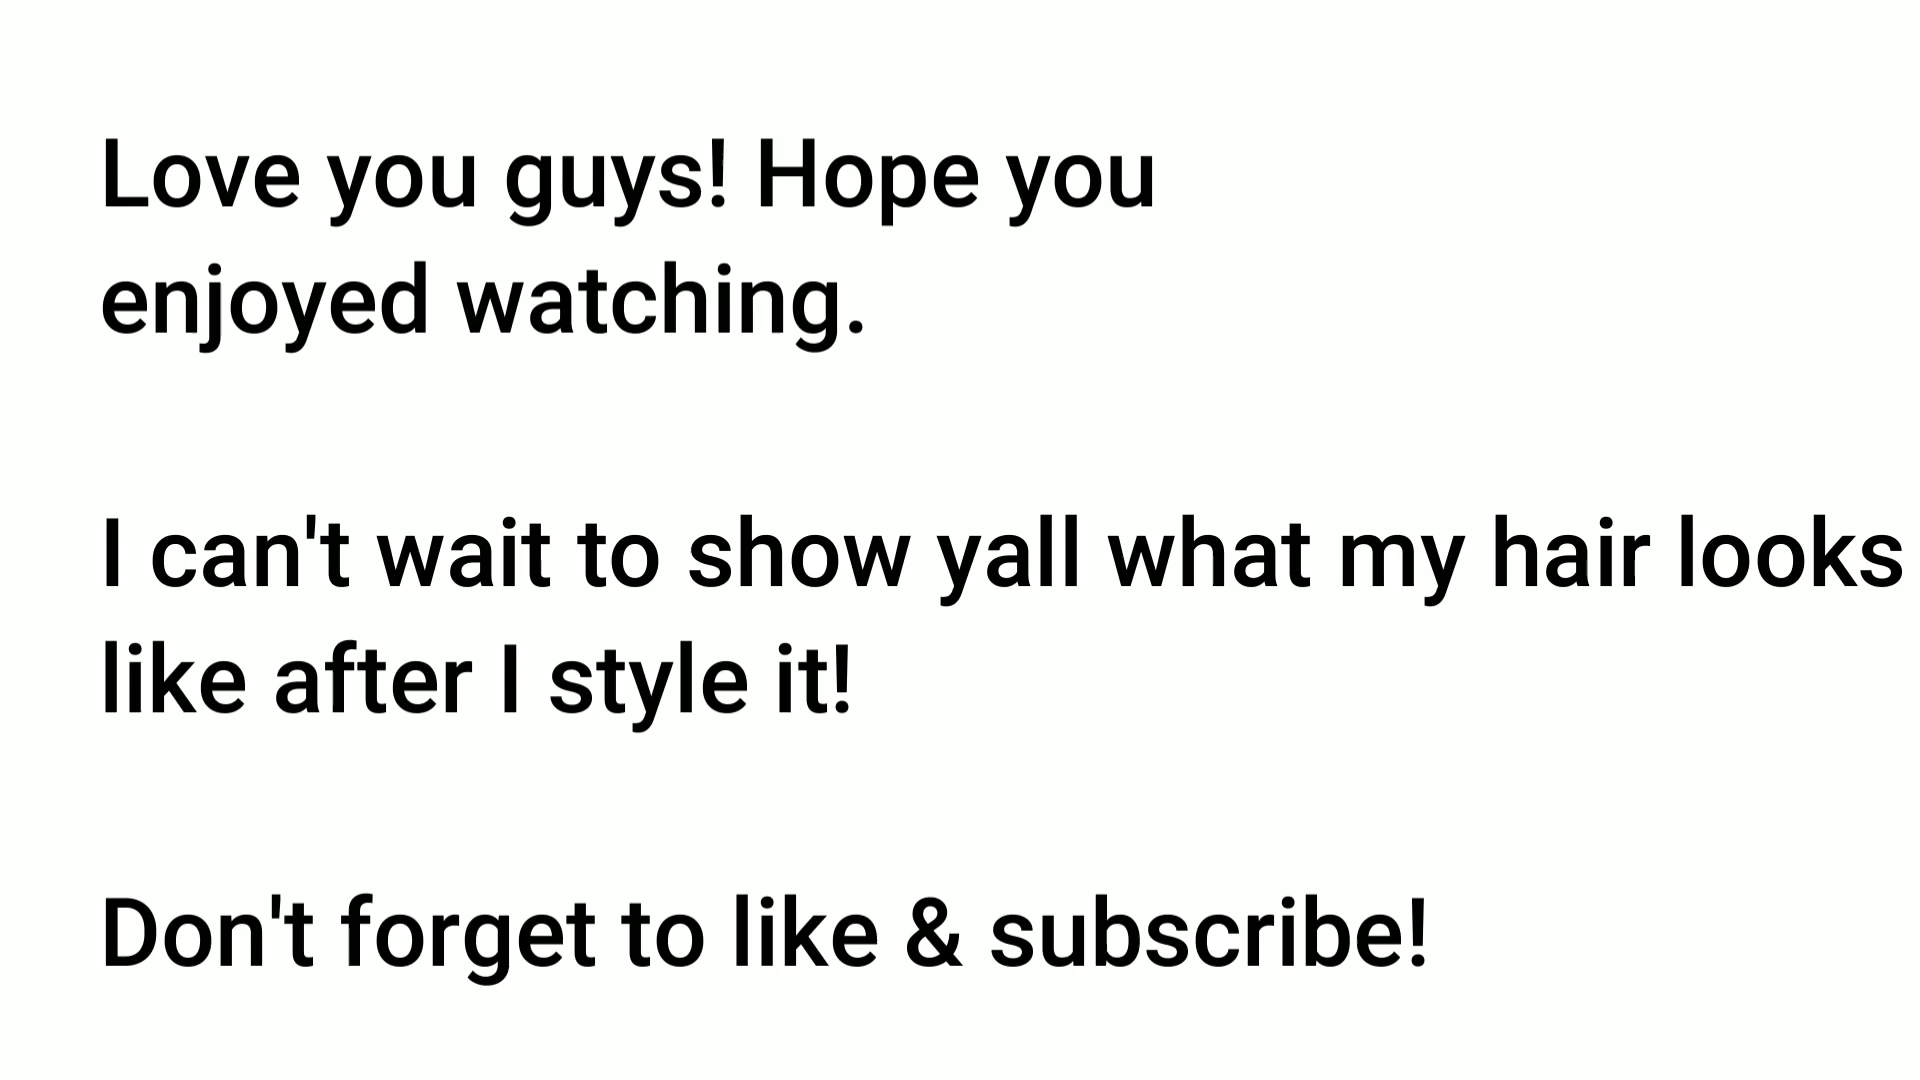 Love you guys! Hope you
enjoyed watching.
I can't wait to show yall what my hair looks
like after I style it!
Don't forget to like & subscribe!